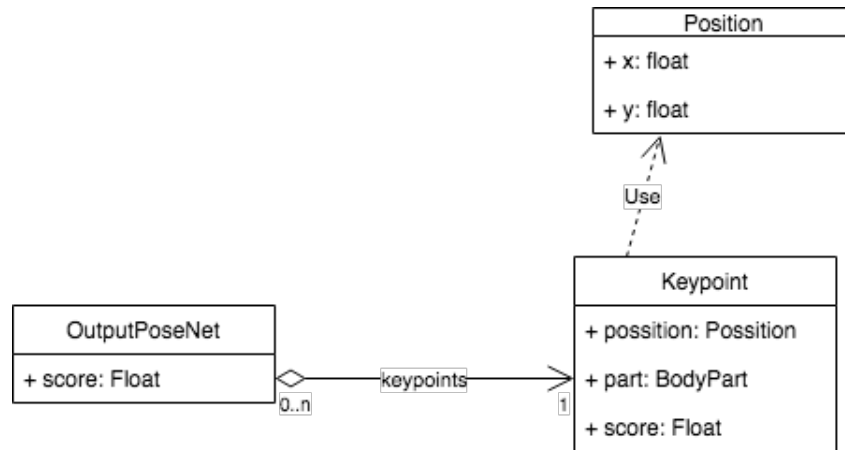 Position
+ x: float
+ y: float
Use
Keypoint
+ possition: Possition
+ part: BodyPart
+ score: Float
OutputPoseNet
+ score: Float
keypoints
0..n
1